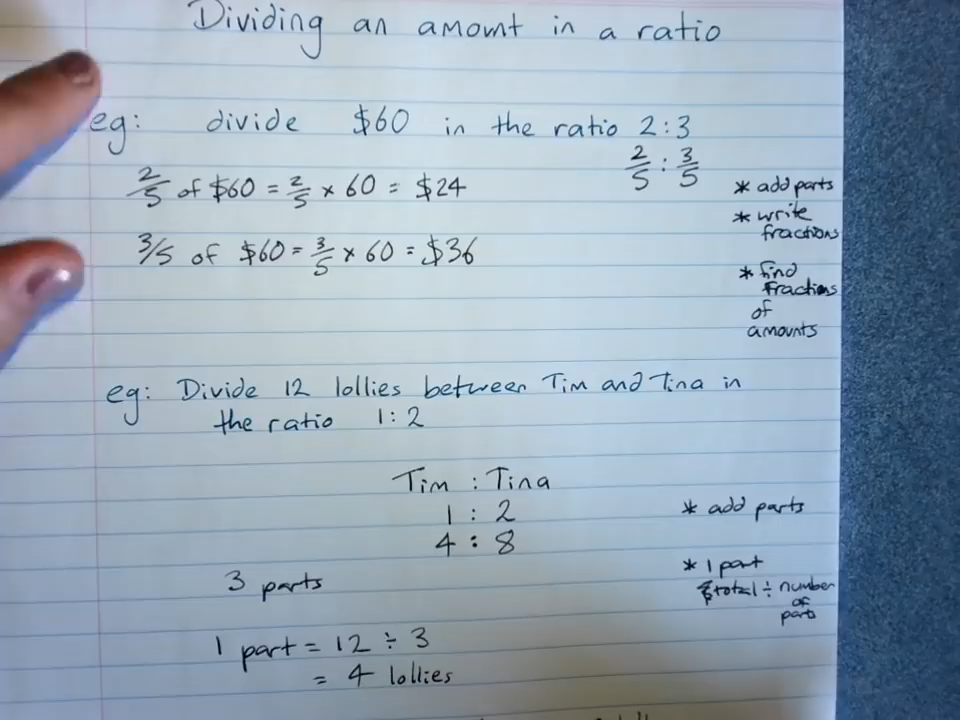 Dividing an amount in a ratio
eg: divide $60 in the ratio 2:3
2/5 : 3/5
2/5 of $60 = 2/5 × 60 = $24
* add parts
* write
fractions
3/5 of $60 = 3/5 × 60 = $36
* find
fractions
of
amounts
eg: Divide 12 lollies between Tim and Tina in
the ratio 1:2
Tim : Tina
1 : 2
4 : 8
* add parts
3 parts
* 1 part
total ÷ number
of
parts
1 part = 12 ÷ 3
= 4 lollies